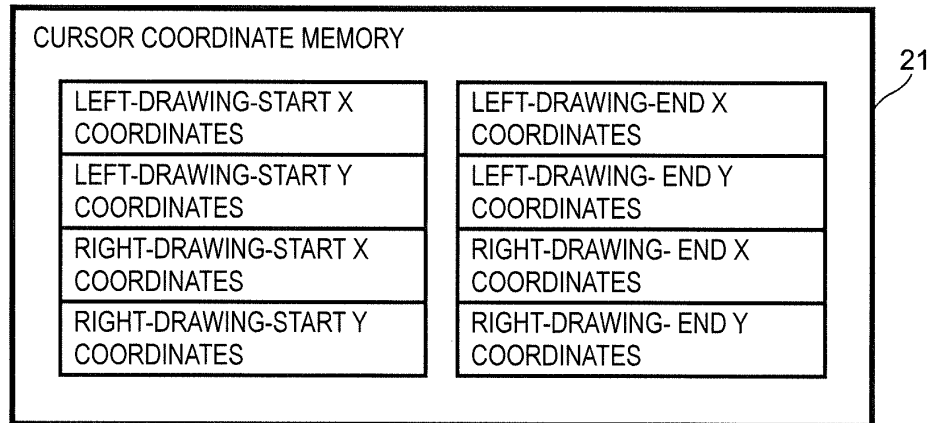 CURSOR COORDINATE MEMORY
21
LEFT-DRAWING-START X
COORDINATES
LEFT-DRAWING-START Y
COORDINATES
RIGHT-DRAWING-START X
COORDINATES
RIGHT-DRAWING-START Y
COORDINATES
LEFT-DRAWING-END X
COORDINATES
LEFT-DRAWING- END Y
COORDINATES
RIGHT-DRAWING- END X
COORDINATES
RIGHT-DRAWING- END Y
COORDINATES